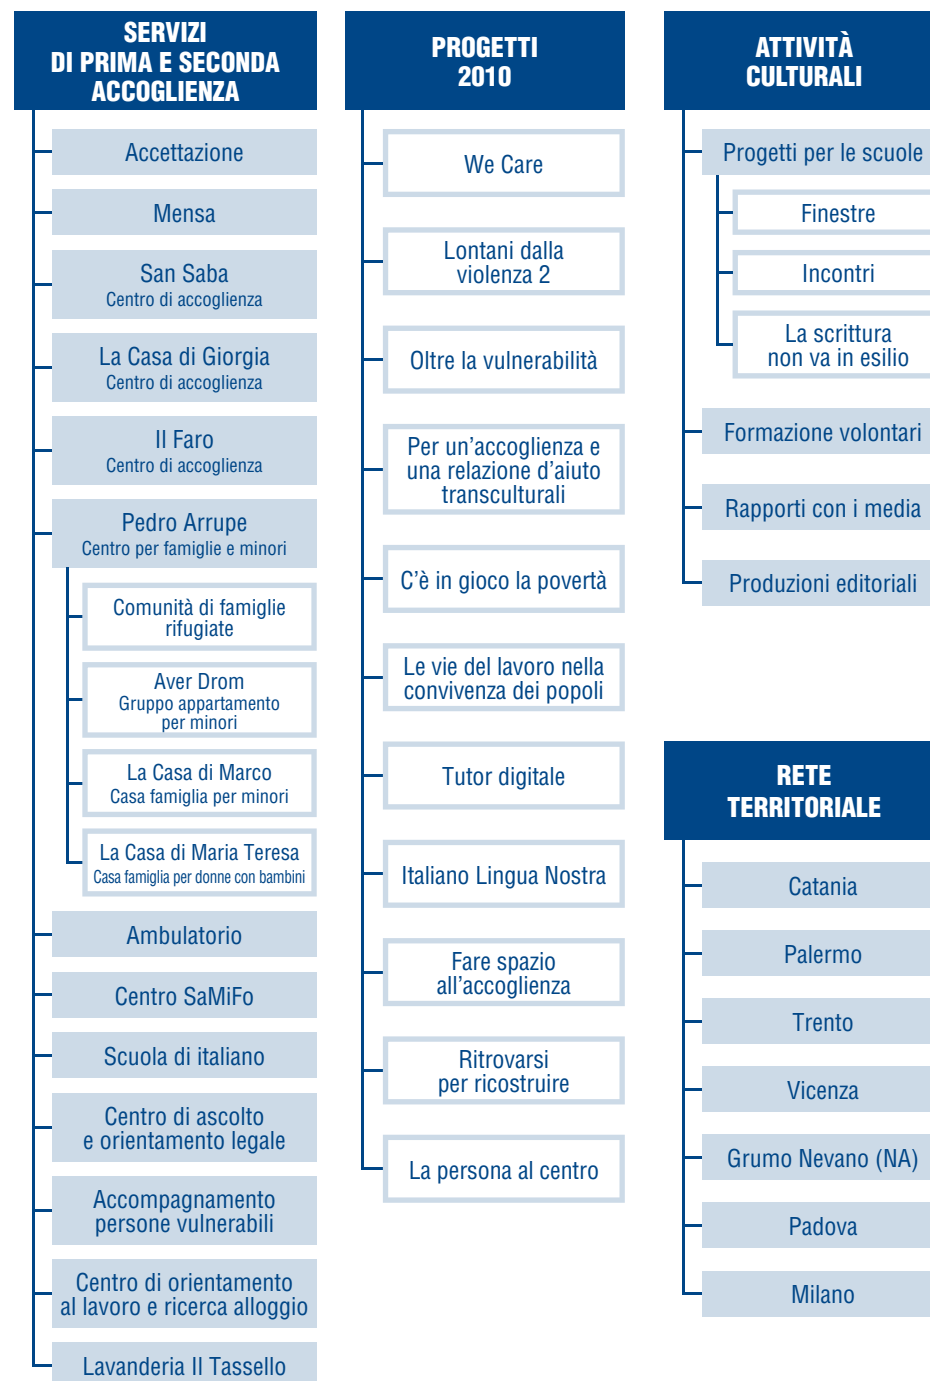 SERVIZI
DI PRIMA E SECONDA
ACCOGLIENZA
Accettazione
Mensa
San Saba
Centro di accoglienza
La Casa di Giorgia
Centro di accoglienza
Il Faro
Centro di accoglienza
Pedro Arrupe
Centro per famiglie e minori
Comunità di famiglie
rifugiate
Aver Drom
Gruppo appartamento
per minori
La Casa di Marco
Casa famiglia per minori
La Casa di Maria Teresa
Casa famiglia per donne con bambini
Ambulatorio
Centro SaMiFo
Scuola di italiano
Centro di ascolto
e orientamento legale
Accompagnamento
persone vulnerabili
Centro di orientamento
al lavoro e ricerca alloggio
Lavanderia Il Tassello
PROGETTI
2010
We Care
Lontani dalla
violenza 2
Oltre la vulnerabilità
Per un'accoglienza e
una relazione d'aiuto
transculturali
C'è in gioco la povertà
Le vie del lavoro nella
convivenza dei popoli
Tutor digitale
Italiano Lingua Nostra
Fare spazio
all'accoglienza
Ritrovarsi
per ricostruire
La persona al centro
ATTIVITÀ
CULTURALI
Progetti per le scuole
Finestre
Incontri
La scrittura
non va in esilio
Formazione volontari
Rapporti con i media
Produzioni editoriali
RETE
TERRITORIALE
Catania
Palermo
Trento
Vicenza
Grumo Nevano (NA)
Padova
Milano